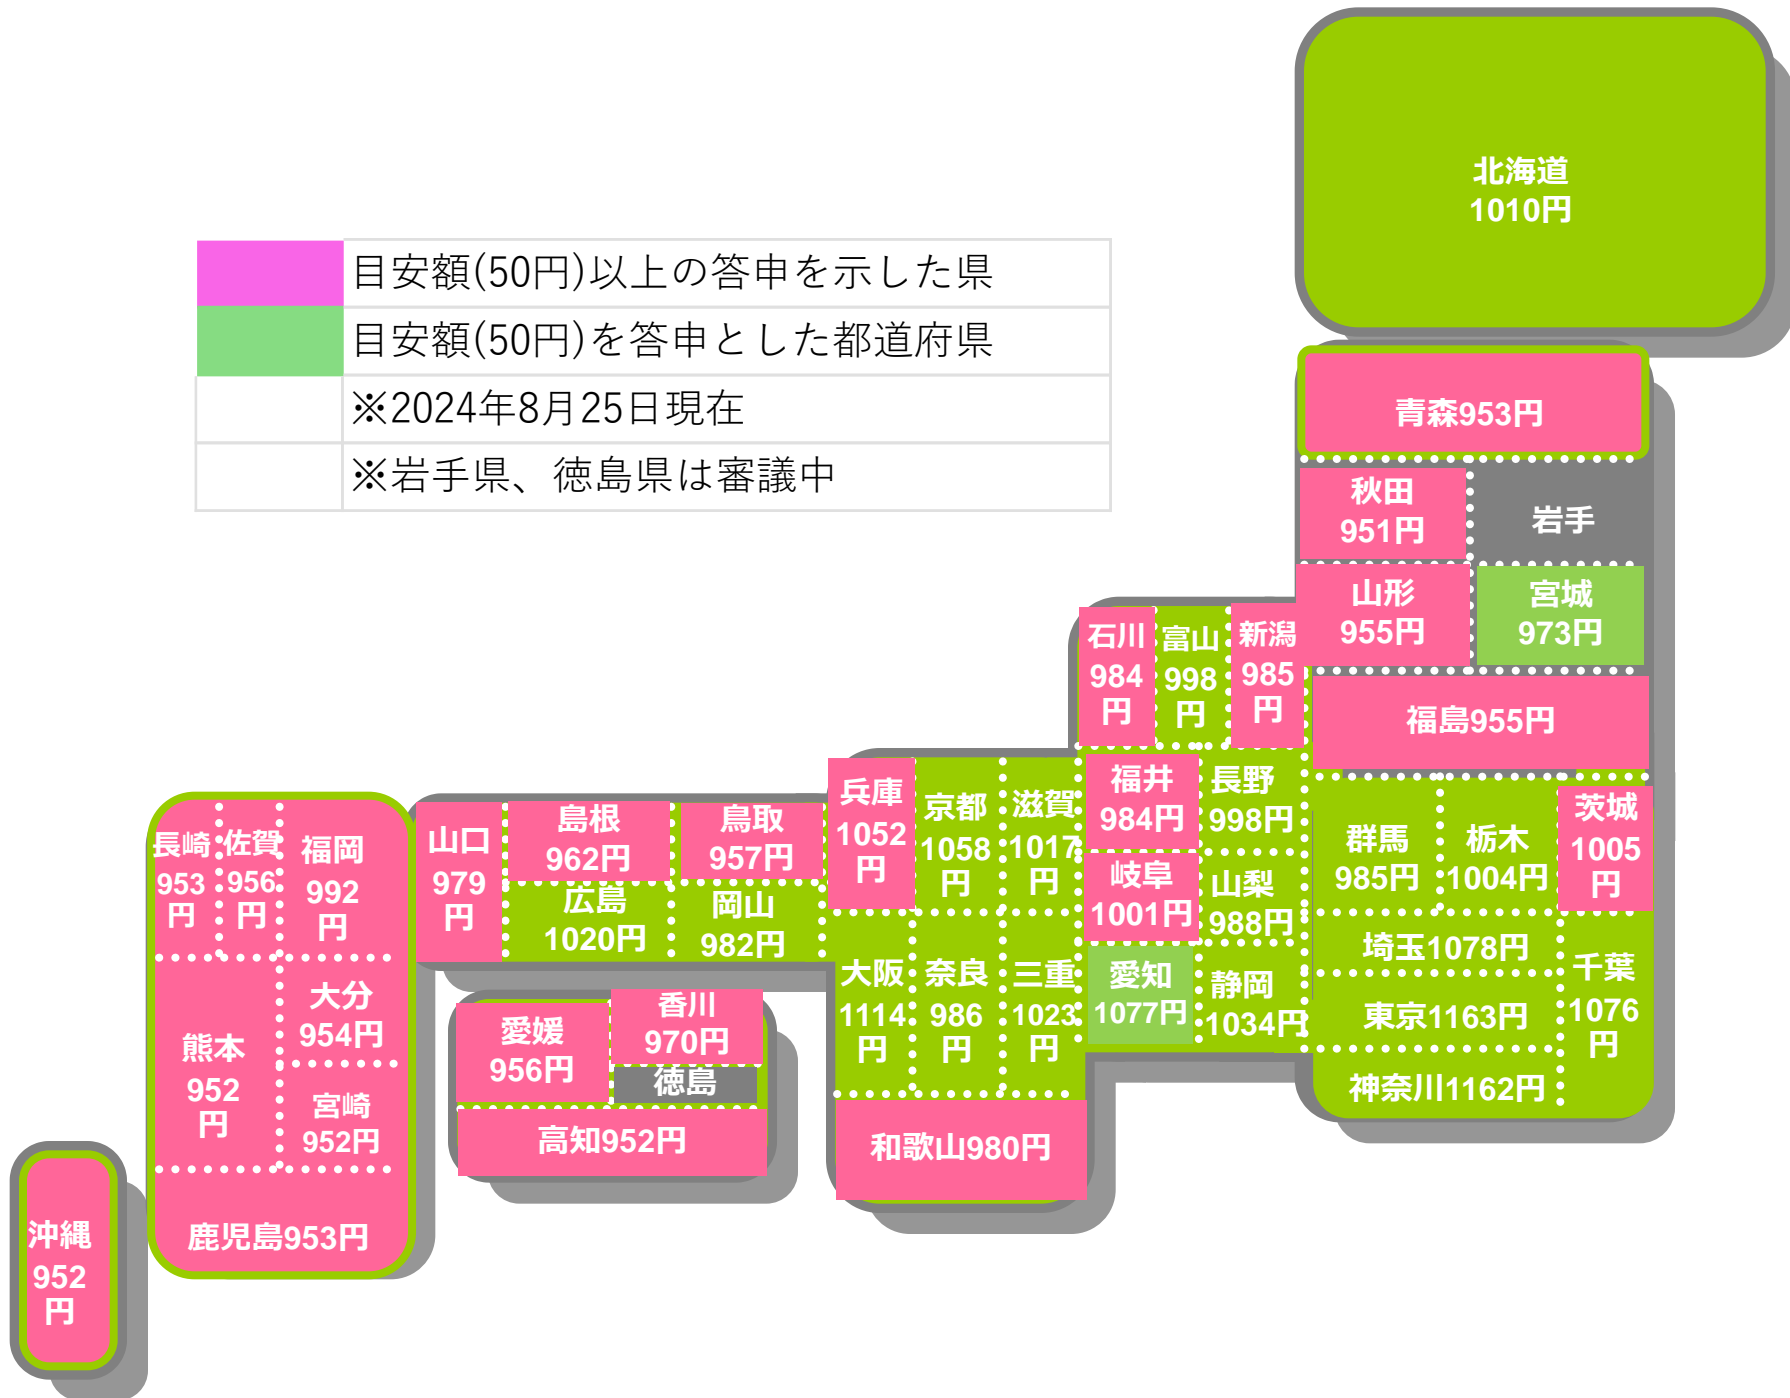 北海道
1010円
目安額(50円)以上の答申を示した県
目安額(50円)を答申とした都道府県
※2024年8月25日現在
※岩手県、徳島県は審議中
青森953円
秋田
951円
岩手
山形
955円
宮城
973円
福島955円
石川
984
円
富山
998
円
新潟
985
円
福井
984円
長野
998円
岐阜
1001円
山梨
988円
愛知
1077円
静岡
1034円
群馬
985円
栃木
1004円
茨城
1005
円
埼玉1078円
千葉
1076
円
東京1163円
神奈川1162円
兵庫
1052
円
京都
1058
円
滋賀
1017
円
大阪
1114
円
奈良
986
円
三重
1023
円
和歌山980円
山口
979
円
島根
962円
鳥取
957円
広島
1020円
岡山
982円
愛媛
956円
香川
970円
徳島
高知952円
長崎
953
円
佐賀
956
円
福岡
992
円
熊本
952
円
大分
954円
宮崎
952円
鹿児島953円
沖縄
952
円